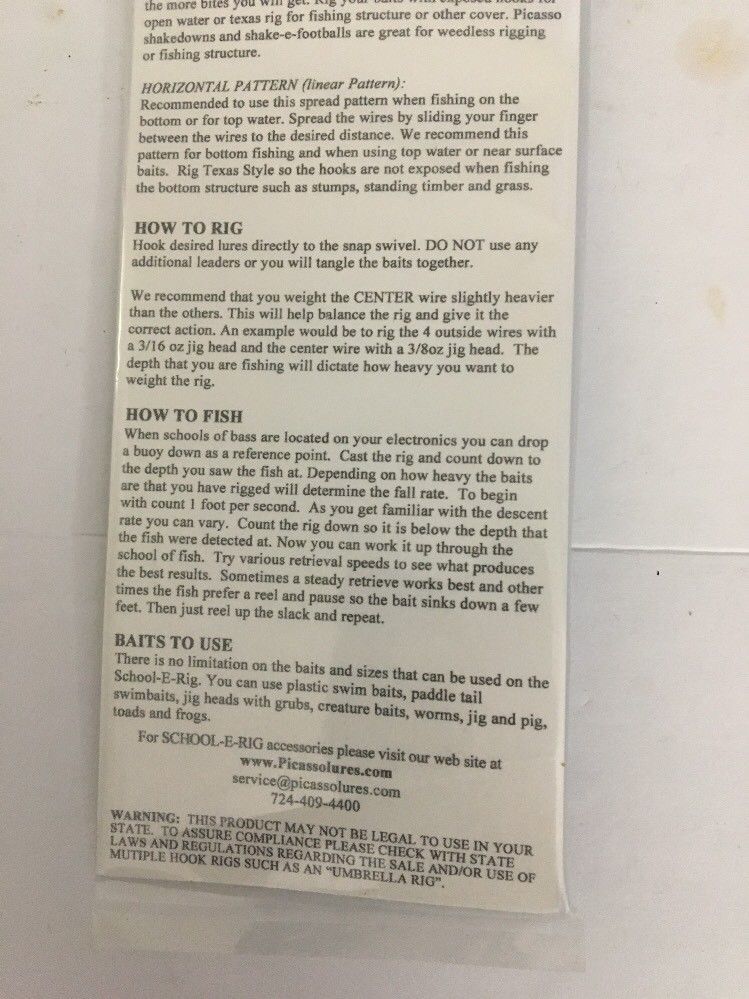 the more bites you will get. Rig your baits with exposed hooks for
open water or texas rig for fishing structure or other cover. Picasso
shakedowns and shake-e-footballs are great for weedless rigging
or fishing structure.
HORIZONTAL PATTERN (linear Pattern):
Recommended to use this spread pattern when fishing on the
bottom or for top water. Spread the wires by sliding your finger
between the wires to the desired distance. We recommend this
pattern for bottom fishing and when using top water or near surface
baits. Rig Texas Style so the hooks are not exposed when fishing
the bottom structure such as stumps, standing timber and grass.
HOW TO RIG
Hook desired lures directly to the snap swivel. DO NOT use any
additional leaders or you will tangle the baits together.
We recommend that you weight the CENTER wire slightly heavier
than the others. This will help balance the rig and give it the
correct action. An example would be to rig the 4 outside wires with
a 3/16 oz jig head and the center wire with a 3/8oz jig head. The
depth that you are fishing will dictate how heavy you want to
weight the rig.
HOW TO FISH
When schools of bass are located on your electronics you can drop
a buoy down as a reference point. Cast the rig and count down to
the depth you saw the fish at. Depending on how heavy the baits
are that you have rigged will determine the fall rate. To begin
with count 1 foot per second. As you get familiar with the descent
rate you can vary. Count the rig down so it is below the depth that
the fish were detected at. Now you can work it up through the
school of fish. Try various retrieval speeds to see what produces
the best results. Sometimes a steady retrieve works best and other
times the fish prefer a reel and pause so the bait sinks down a few
feet. Then just reel up the slack and repeat.
BAITS TO USE
There is no limitation on the baits and sizes that can be used on the
School-E-Rig. You can use plastic swim baits, paddle tail
swimbaits, jig heads with grubs, creature baits, worms, jig and pig,
toads and frogs.
For SCHOOL-E-RIG accessories please visit our web site at
www.Picassolures.com
service@picassolures.com
724-409-4400
WARNING: THIS PRODUCT MAY NOT BE LEGAL TO USE IN YOUR
STATE. TO ASSURE COMPLIANCE PLEASE CHECK WITH STATE
LAWS AND REGULATIONS REGARDING THE SALE AND/OR USE OF
MUTIPLE HOOK RIGS SUCH AS AN "UMBRELLA RIG".